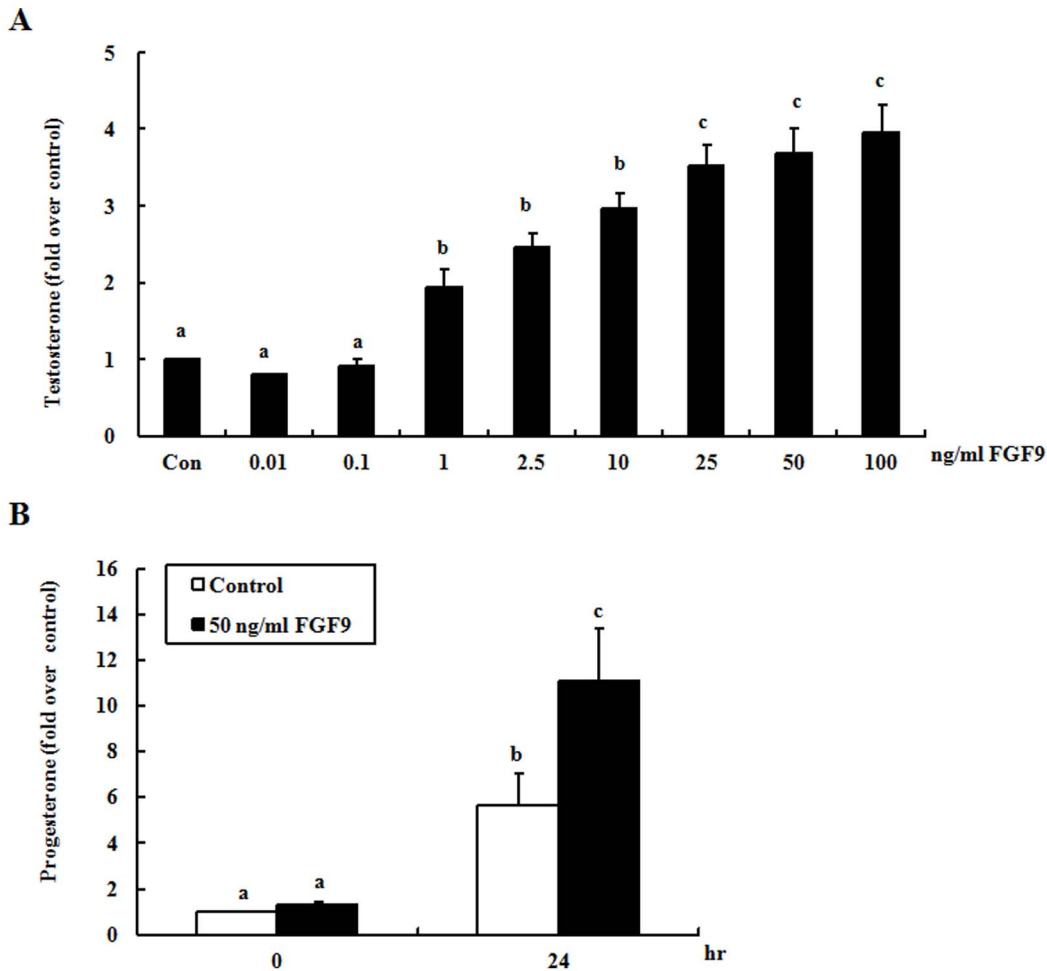 A
Testosterone (fold over control)
5
4
3
2
1
0
a
a
a
b
b
b
c
c
c
Con 0.01 0.1 1 2.5 10 25 50 100 ng/ml FGF9
B
Progesterone (fold over control)
16
14
12
10
8
6
4
2
0
Control
50 ng/ml FGF9
a
a
b
c
0 24 hr